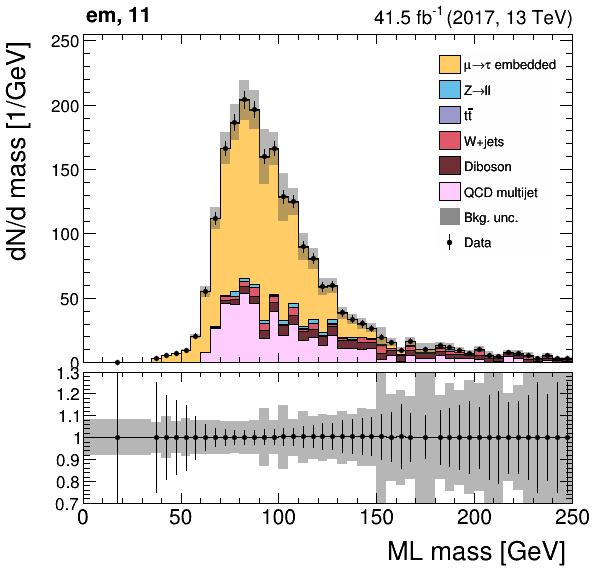 em, 11
41.5 fb⁻¹ (2017, 13 TeV)
dN/d mass [1/GeV]
250
200
150
100
50
0
μ→τ embedded
Z→ll
tt̄
W+jets
Diboson
QCD multijet
Bkg. unc.
Data
1.3
1.2
1.1
1
0.9
0.8
0.7
0 50 100 150 200 250
ML mass [GeV]